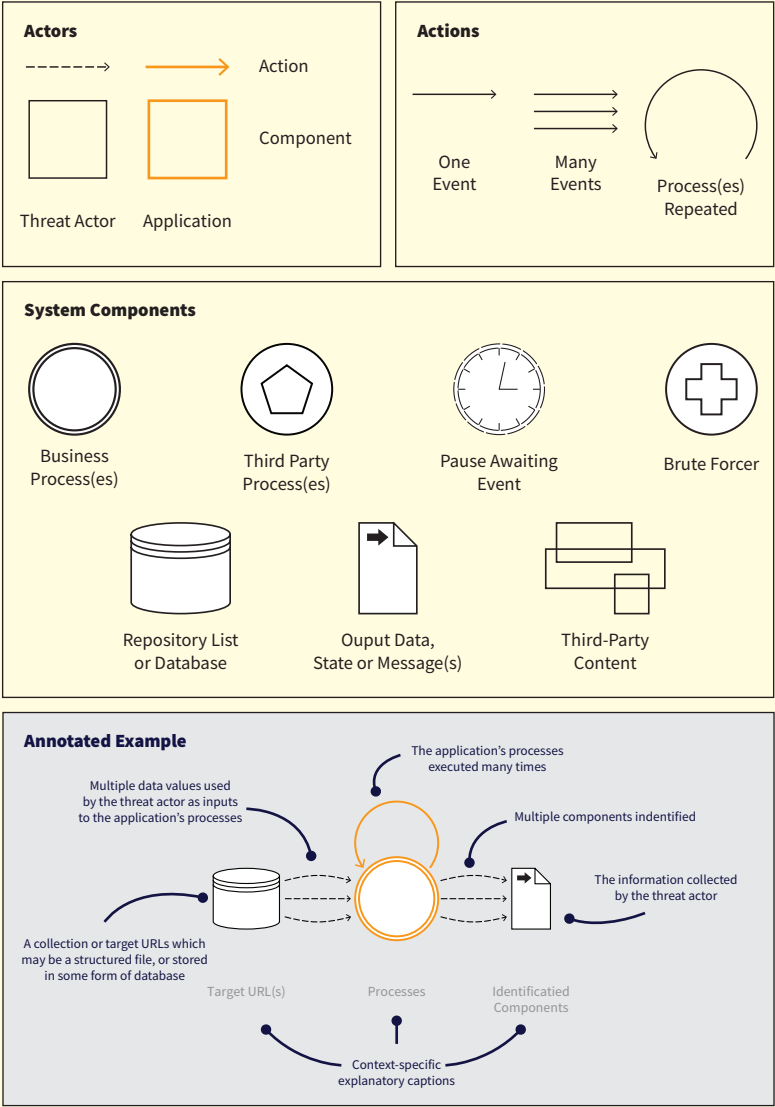 Actors
Action
Component
Threat Actor
Application
Actions
One
Event
Many
Events
Process(es)
Repeated
System Components
Business
Process(es)
Third Party
Process(es)
Pause Awaiting
Event
Brute Forcer
Repository List
or Database
Ouput Data,
State or Message(s)
Third-Party
Content
Annotated Example
The application’s processes
executed many times
Multiple data values used
by the threat actor as inputs
to the application’s processes
Multiple components indentified
The information collected
by the threat actor
A collection or target URLs which
may be a structured file, or stored
in some form of database
Target URL(s)
Processes
Identificatied
Components
Context-specific
explanatory captions